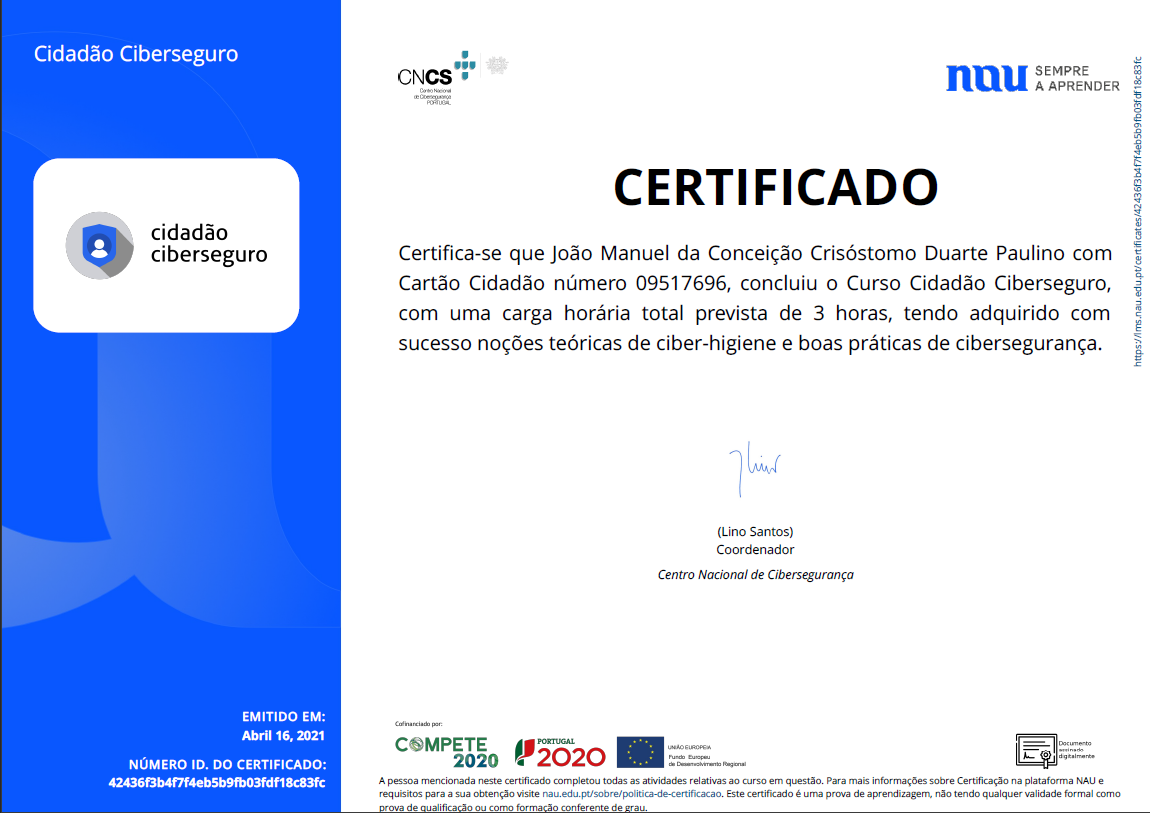 Cidadão Ciberseguro
cidadão
ciberseguro
EMITIDO EM:
Abril 16, 2021
NÚMERO ID. DO CERTIFICADO:
42436f3b4f7f4eb5b9fb03fdf18c83fc
CNCS
Centro Nacional
de Cibersegurança
PORTUGAL
nau SEMPRE
A APRENDER
https://lms.nau.edu.pt/certificates/42436f3b4f7f4eb5b9fb03fdf18c83fc
CERTIFICADO
Certifica-se que João Manuel da Conceição Crisóstomo Duarte Paulino com
Cartão Cidadão número 09517696, concluiu o Curso Cidadão Ciberseguro,
com uma carga horária total prevista de 3 horas, tendo adquirido com
sucesso noções teóricas de ciber-higiene e boas práticas de cibersegurança.
(Lino Santos)
Coordenador
Centro Nacional de Cibersegurança
Cofinanciado por:
COMPETE
2020
PORTUGAL
2020
UNIÃO EUROPEIA
Fundo Europeu
de Desenvolvimento Regional
Documento
assinado
digitalmente
A pessoa mencionada neste certificado completou todas as atividades relativas ao curso em questão. Para mais informações sobre Certificação na plataforma NAU e
requisitos para a sua obtenção visite nau.edu.pt/sobre/politica-de-certificacao. Este certificado é uma prova de aprendizagem, não tendo qualquer validade formal como
prova de qualificação ou como formação conferente de grau.